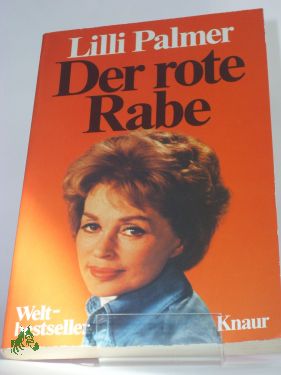 Lilli Palmer
Der rote
Rabe
Welt-
bestseller
Knaur